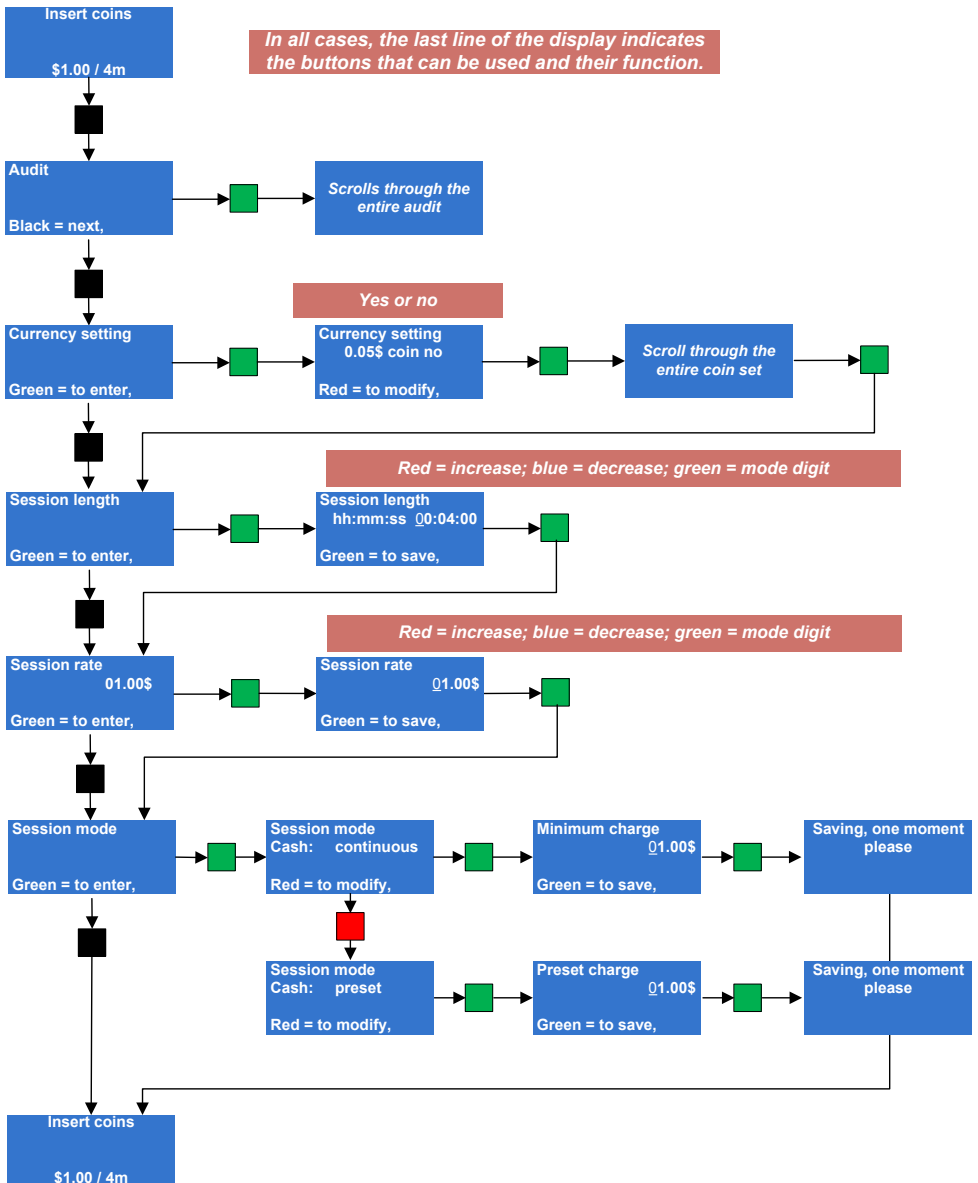 Insert coins
$1.00 / 4m
In all cases, the last line of the display indicates
the buttons that can be used and their function.
Audit
Black = next,
Scrolls through the
entire audit
Yes or no
Currency setting
Green = to enter,
Currency setting
0.05$ coin no
Red = to modify,
Scroll through the
entire coin set
Red = increase; blue = decrease; green = mode digit
Session length
Green = to enter,
Session length
hh:mm:ss 00:04:00
Green = to save,
Red = increase; blue = decrease; green = mode digit
Session rate
01.00$
Green = to enter,
Session rate
01.00$
Green = to save,
Session mode
Green = to enter,
Session mode
Cash: continuous
Red = to modify,
Minimum charge
01.00$
Green = to save,
Saving, one moment
please
Session mode
Cash: preset
Red = to modify,
Preset charge
01.00$
Green = to save,
Saving, one moment
please
Insert coins
$1.00 / 4m